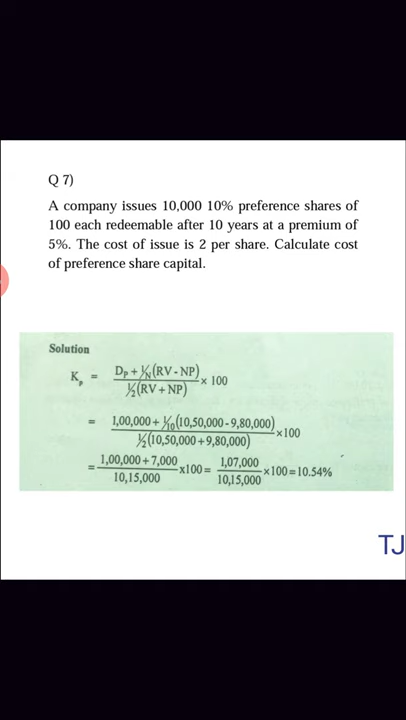 Q 7)
A company issues 10,000 10% preference shares of
100 each redeemable after 10 years at a premium of
5%. The cost of issue is 2 per share. Calculate cost
of preference share capital.
Solution
Kp = (DP + 1/N (RV - NP)) / (½ (RV + NP)) × 100
= (1,00,000 + 1/10 (10,50,000 - 9,80,000)) / (½ (10,50,000 + 9,80,000)) ×100
= (1,00,000 + 7,000) / 10,15,000 x100 = 1,07,000 / 10,15,000 ×100 = 10.54%
TJ